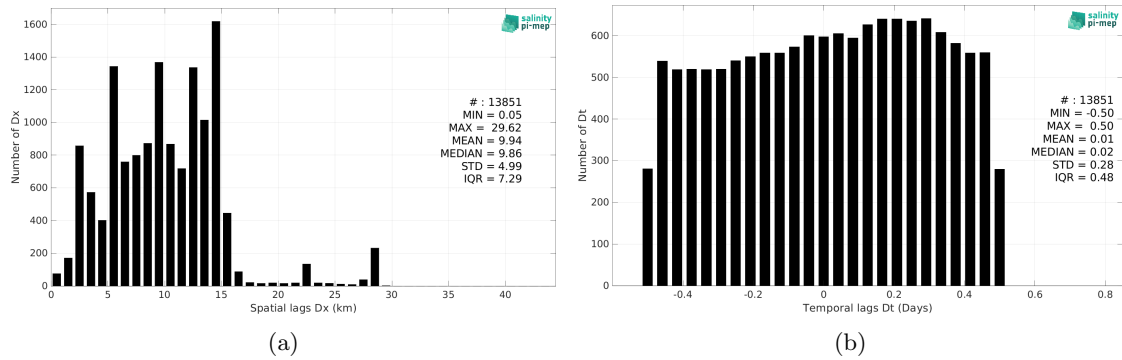 1600
1400
1200
1000
800
600
400
200
0
Number of Dx
0 5 10 15 20 25 30 35 40
Spatial lags Dx (km)
salinity
pi-mep
# : 13851
MIN = 0.05
MAX = 29.62
MEAN = 9.94
MEDIAN = 9.86
STD = 4.99
IQR = 7.29
(a)
600
500
400
300
200
100
0
Number of Dt
-0.4 -0.2 0 0.2 0.4 0.6 0.8
Temporal lags Dt (Days)
salinity
pi-mep
# : 13851
MIN = -0.50
MAX = 0.50
MEAN = 0.01
MEDIAN = 0.02
STD = 0.28
IQR = 0.48
(b)